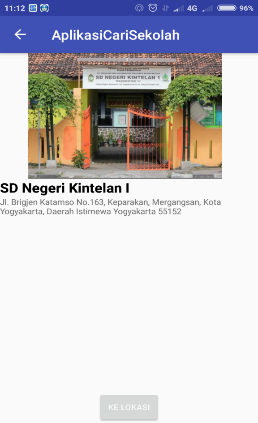 11:12 4G 96%
AplikasiCariSekolah
SD NEGERI KINTELAN I
SD Negeri Kintelan I
Jl. Brigjen Katamso No.163, Keparakan, Mergangsan, Kota
Yogyakarta, Daerah Istimewa Yogyakarta 55152
KE LOKASI